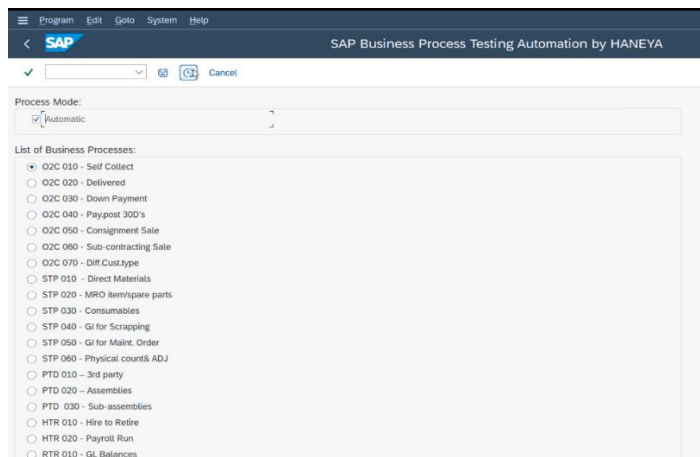 Program Edit Goto System Help
SAP SAP Business Process Testing Automation by HANEYA
Cancel
Process Mode:
Automatic
List of Business Processes:
O2C 010 - Self Collect
O2C 020 - Delivered
O2C 030 - Down Payment
O2C 040 - Pay.post 30D's
O2C 050 - Consignment Sale
O2C 060 - Sub-contracting Sale
O2C 070 - Diff.Cust.type
STP 010 - Direct Materials
STP 020 - MRO item/spare parts
STP 030 - Consumables
STP 040 - GI for Scrapping
STP 050 - GI for Maint. Order
STP 060 - Physical count& ADJ
PTD 010 – 3rd party
PTD 020 – Assemblies
PTD 030 - Sub-assemblies
HTR 010 - Hire to Retire
HTR 020 - Payroll Run
RTR 010 - GL Balances